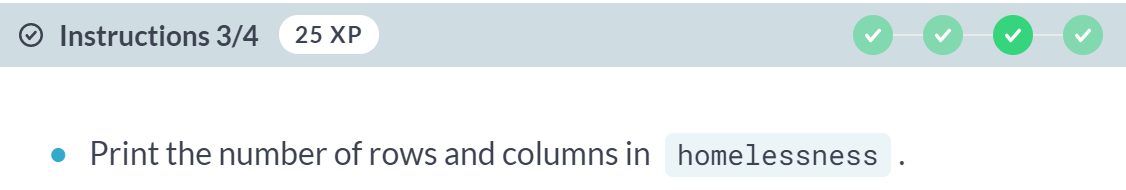 Instructions 3/4 25 XP
Print the number of rows and columns in homelessness .